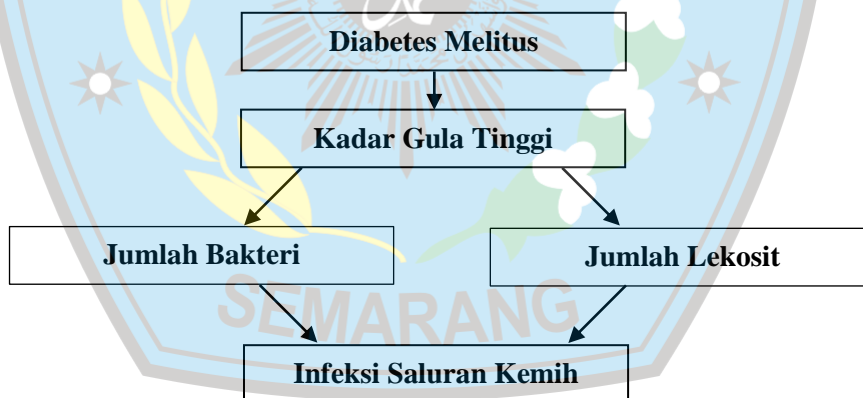 Diabetes Melitus
Kadar Gula Tinggi
Jumlah Bakteri
Jumlah Lekosit
SEMARANG
Infeksi Saluran Kemih